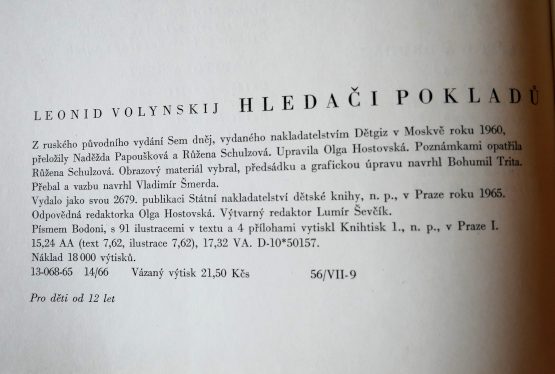 LEONID VOLYNSKIJ HLEDAČI POKLADŮ
Z ruského původního vydání Sem dněj, vydaného nakladatelstvím Dětgiz v Moskvě roku 1960,
přeložily Naděžda Papoušková a Růžena Schulzová. Upravila Olga Hostovská. Poznámkami opatřila
Růžena Schulzová. Obrazový materiál vybral, předsádku a grafickou úpravu navrhl Bohumil Trita.
Přebal a vazbu navrhl Vladimír Šmerda.
Vydalo jako svou 2679. publikaci Státní nakladatelství dětské knihy, n. p., v Praze roku 1965.
Odpovědná redaktorka Olga Hostovská. Výtvarný redaktor Lumír Ševčík.
Písmem Bodoni, s 91 ilustracemi v textu a 4 přílohami vytiskl Knihtisk 1., n. p., v Praze I.
15,24 AA (text 7,62, ilustrace 7,62), 17,32 VA. D-10*50157.
Náklad 18 000 výtisků.
13-068-65 14/66 Vázaný výtisk 21,50 Kčs 56/VII-9
Pro děti od 12 let